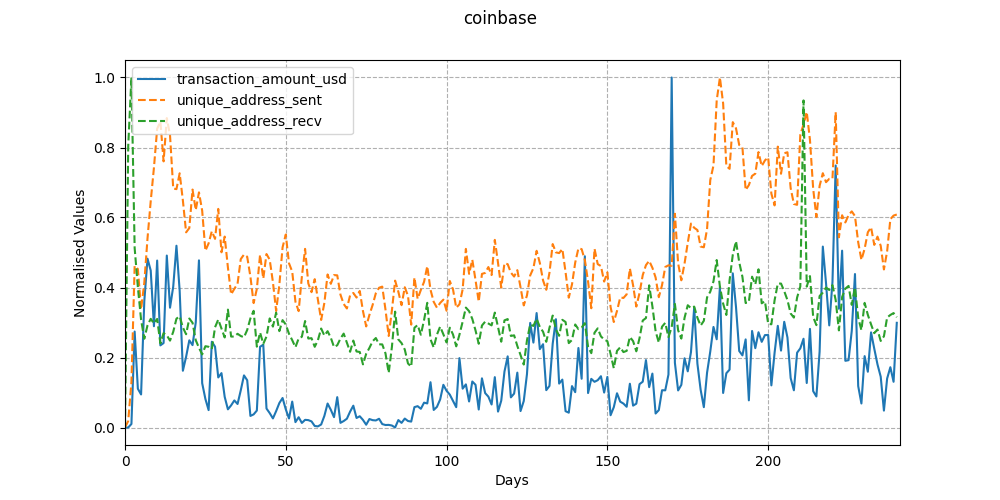 coinbase
transaction_amount_usd
unique_address_sent
unique_address_recv
Normalised Values
1.0
0.8
0.6
0.4
0.2
0.0
0 50 100 150 200
Days